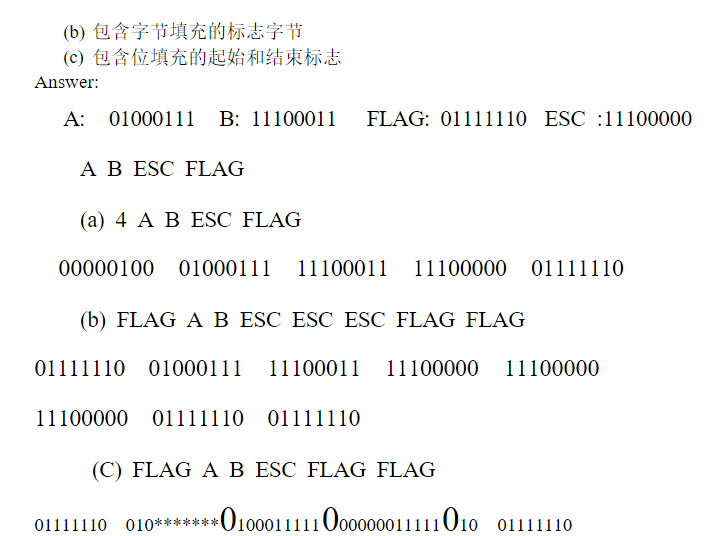 (b) 包含字节填充的标志字节
(c) 包含位填充的起始和结束标志
Answer:
A: 01000111 B: 11100011 FLAG: 01111110 ESC :11100000
A B ESC FLAG
(a) 4 A B ESC FLAG
00000100 01000111 11100011 11100000 01111110
(b) FLAG A B ESC ESC ESC FLAG FLAG
01111110 01000111 11100011 11100000 11100000
11100000 01111110 01111110
(C) FLAG A B ESC FLAG FLAG
01111110 010*******0100011111000000011111010 01111110